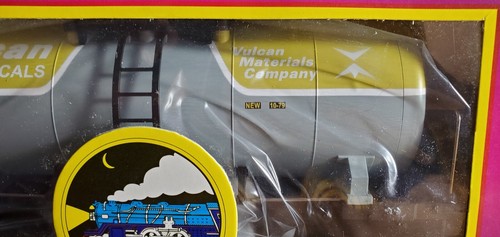 can
CALS
Vulcan
Materials
Company
NEW 10-79